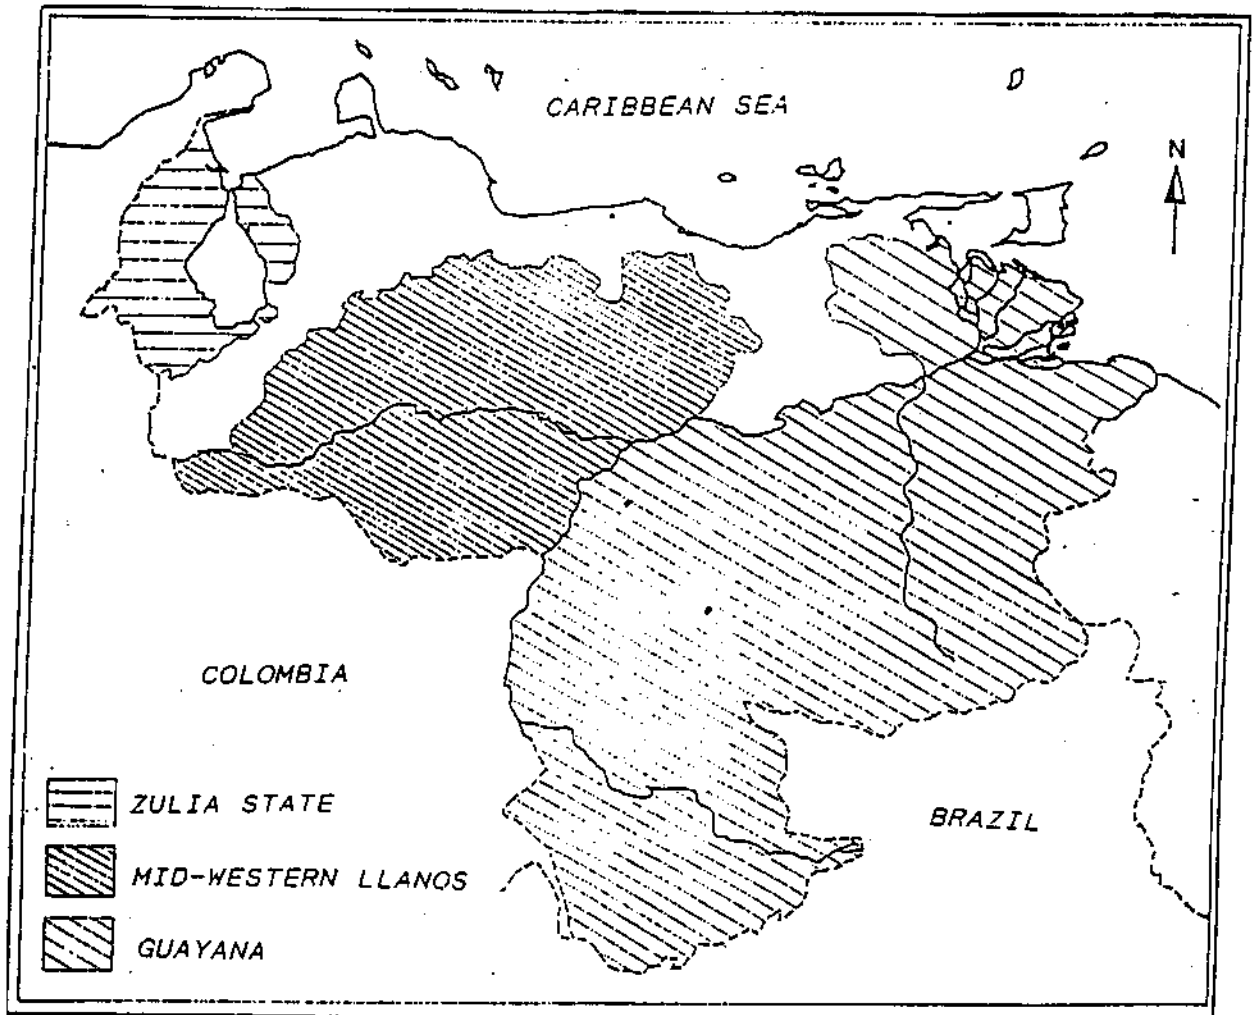 CARIBBEAN SEA
N
COLOMBIA
BRAZIL
ZULIA STATE
MID-WESTERN LLANOS
GUAYANA